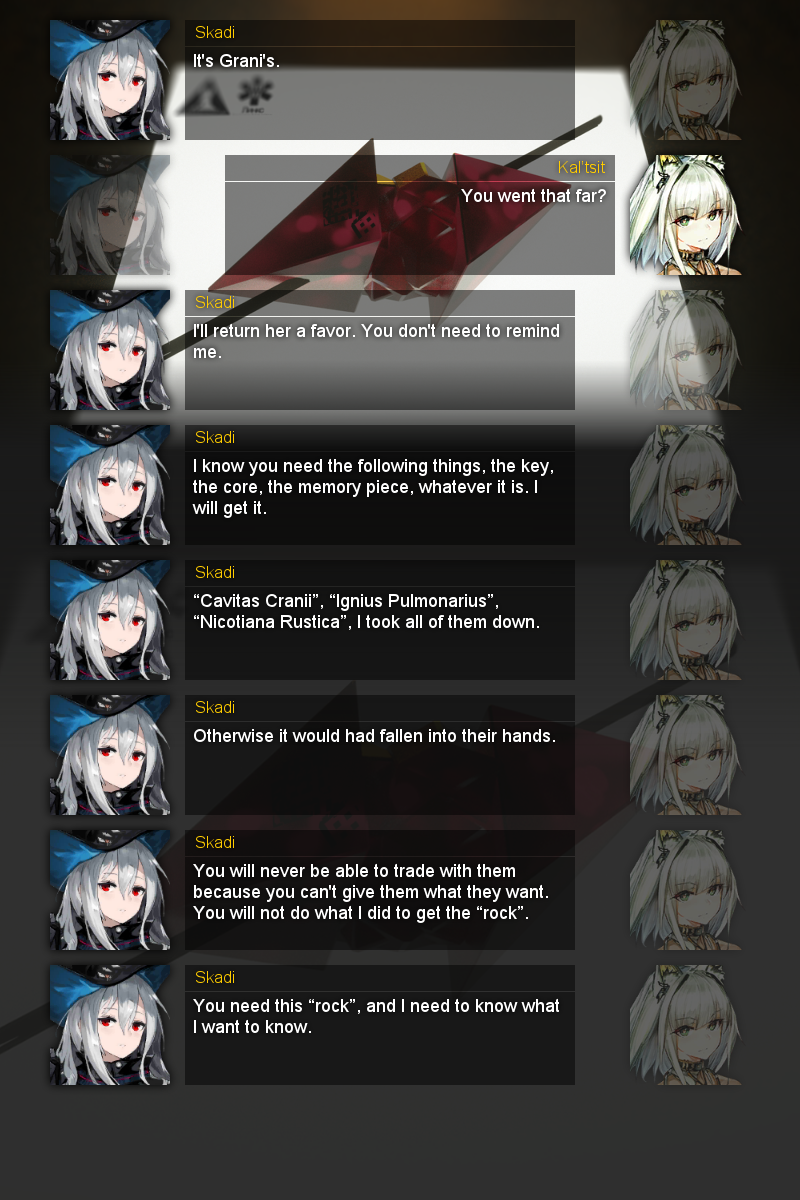 Skadi
It's Grani's.
Kal'tsit
You went that far?
Skadi
I'll return her a favor. You don't need to remind
me.
Skadi
I know you need the following things, the key,
the core, the memory piece, whatever it is. I
will get it.
Skadi
“Cavitas Cranii”, “Ignius Pulmonarius”,
“Nicotiana Rustica”, I took all of them down.
Skadi
Otherwise it would had fallen into their hands.
Skadi
You will never be able to trade with them
because you can't give them what they want.
You will not do what I did to get the “rock”.
Skadi
You need this “rock”, and I need to know what
I want to know.